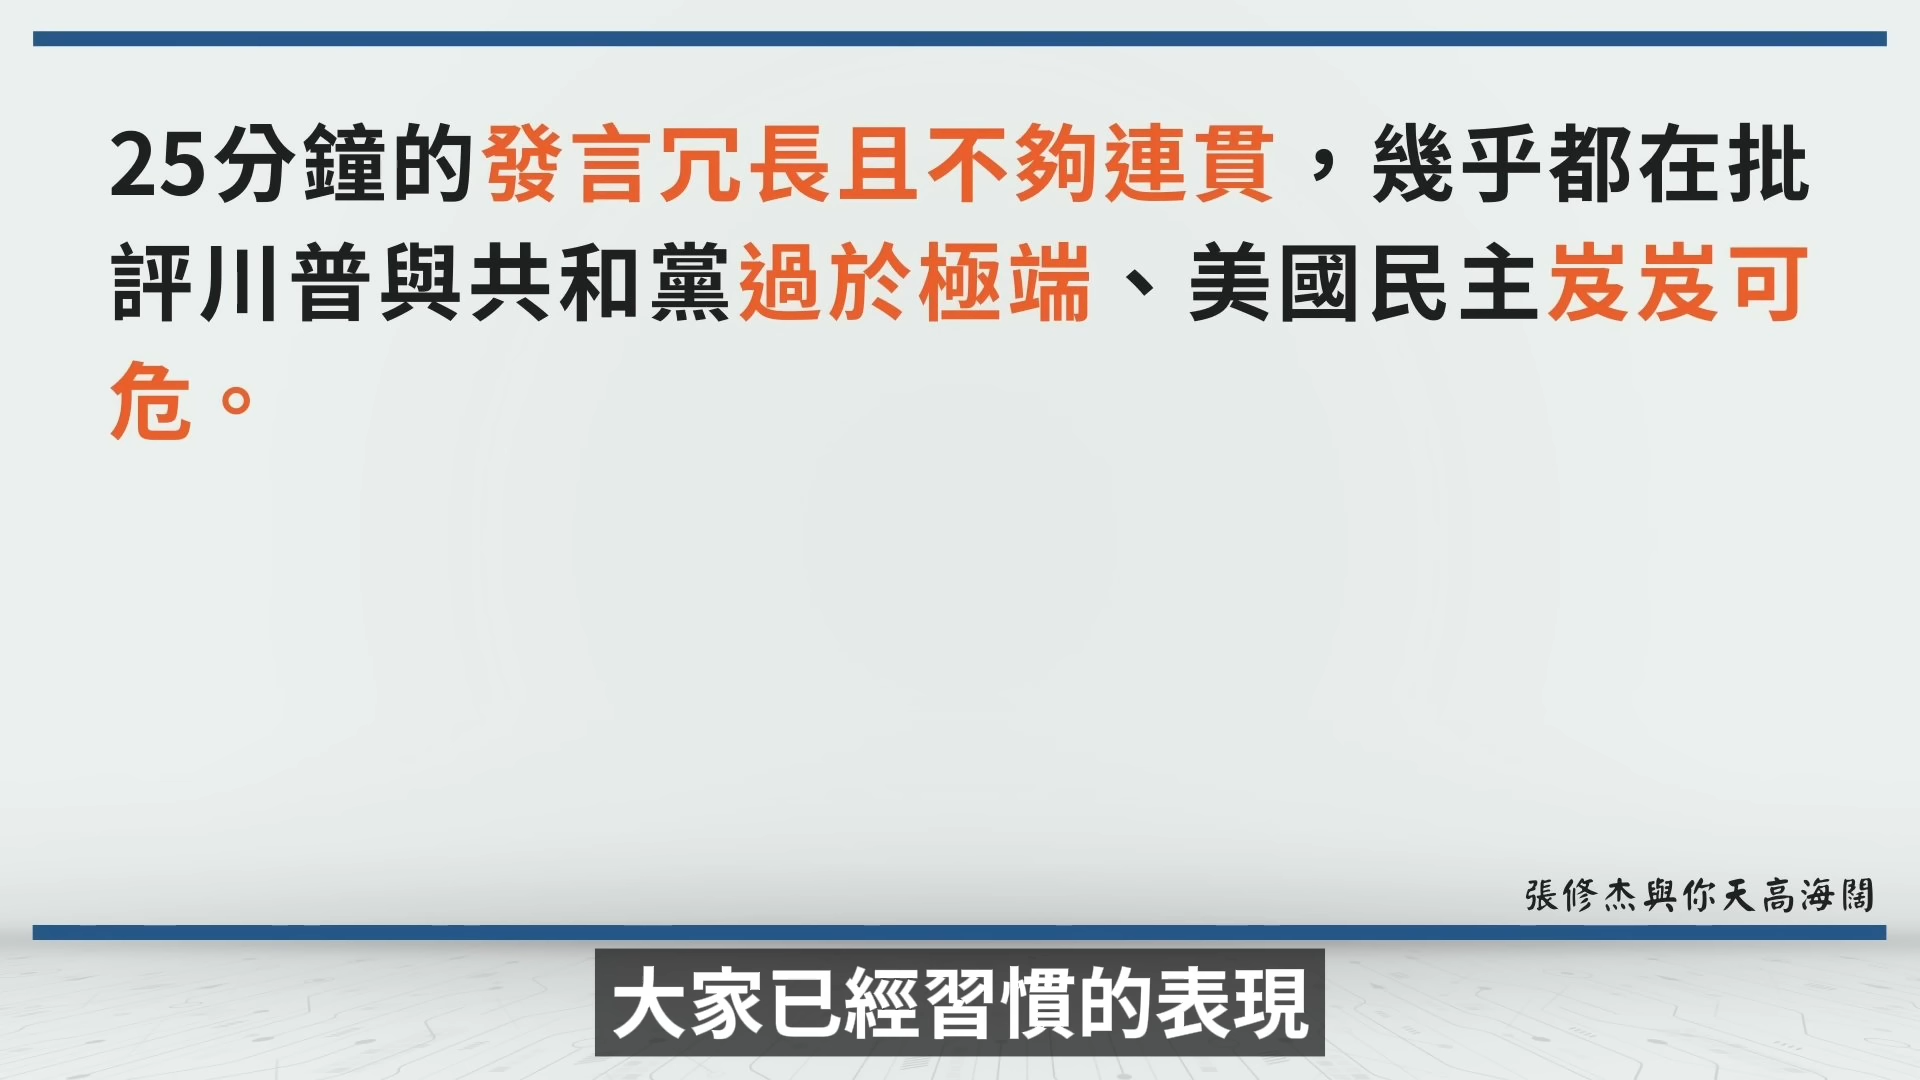 25分鐘的發言冗長且不夠連貫，幾乎都在批
評川普與共和黨過於極端、美國民主岌岌可
危。
張修杰與你天高海闊
大家已經習慣的表現